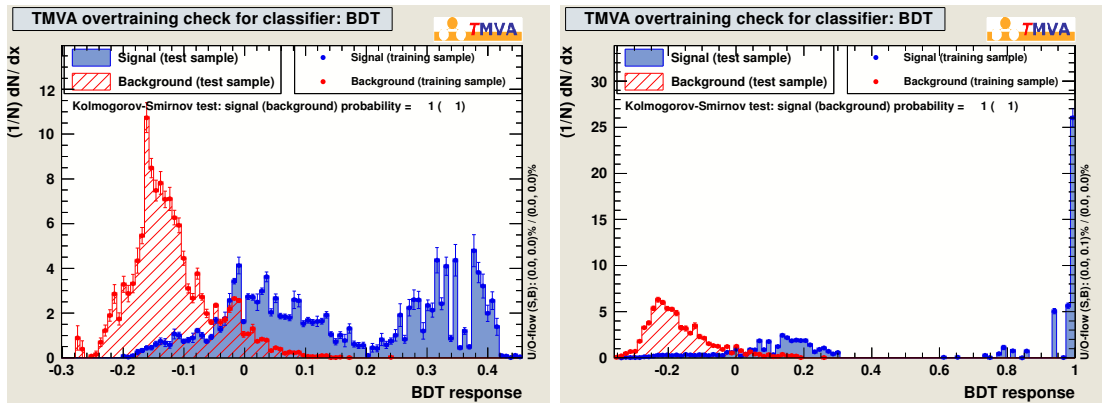 TMVA overtraining check for classifier: BDT
TMVA
Signal (test sample)
Background (test sample)
Signal (training sample)
Background (training sample)
Kolmogorov-Smirnov test: signal (background) probability = 1 ( 1)
(1/N) dN/ dx
12
10
8
6
4
2
0
-0.3 -0.2 -0.1 0 0.1 0.2 0.3 0.4
BDT response
U/O-flow (S,B): (0.0, 0.0)% / (0.0, 0.0)%
TMVA overtraining check for classifier: BDT
TMVA
Signal (test sample)
Background (test sample)
Signal (training sample)
Background (training sample)
Kolmogorov-Smirnov test: signal (background) probability = 1 ( 1)
(1/N) dN/ dx
30
25
20
15
10
5
0
-0.2 0 0.2 0.4 0.6 0.8 1
BDT response
U/O-flow (S,B): (0.0, 0.1)% / (0.0, 0.0)%